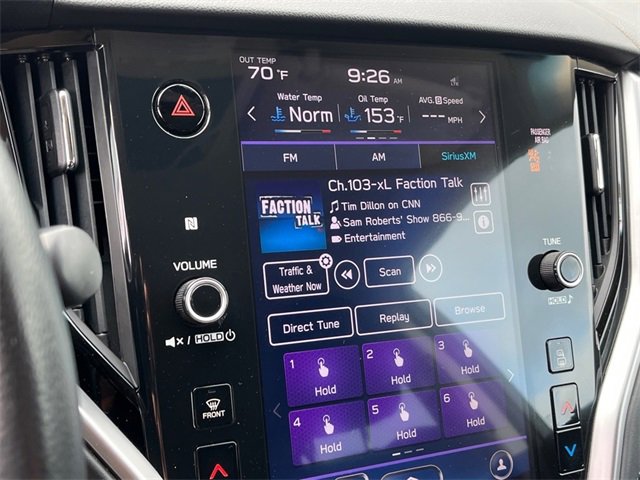 OUT TEMP
70 °F
9:26 AM
LTE
Water Temp
Norm
Oil Temp
153 °F
AVG. B Speed
--- MPH
PASSENGER
AIR BAG
FM
AM
SiriusXM
FACTION
TALK
Ch.103-xL Faction Talk
Tim Dillon on CNN
Sam Roberts' Show 866-9...
Entertainment
VOLUME
HOLD
TUNE
HOLD
Traffic &
Weather Now
Scan
Direct Tune
Replay
Browse
1 Hold
2 Hold
3 Hold
4 Hold
5 Hold
6 Hold
FRONT